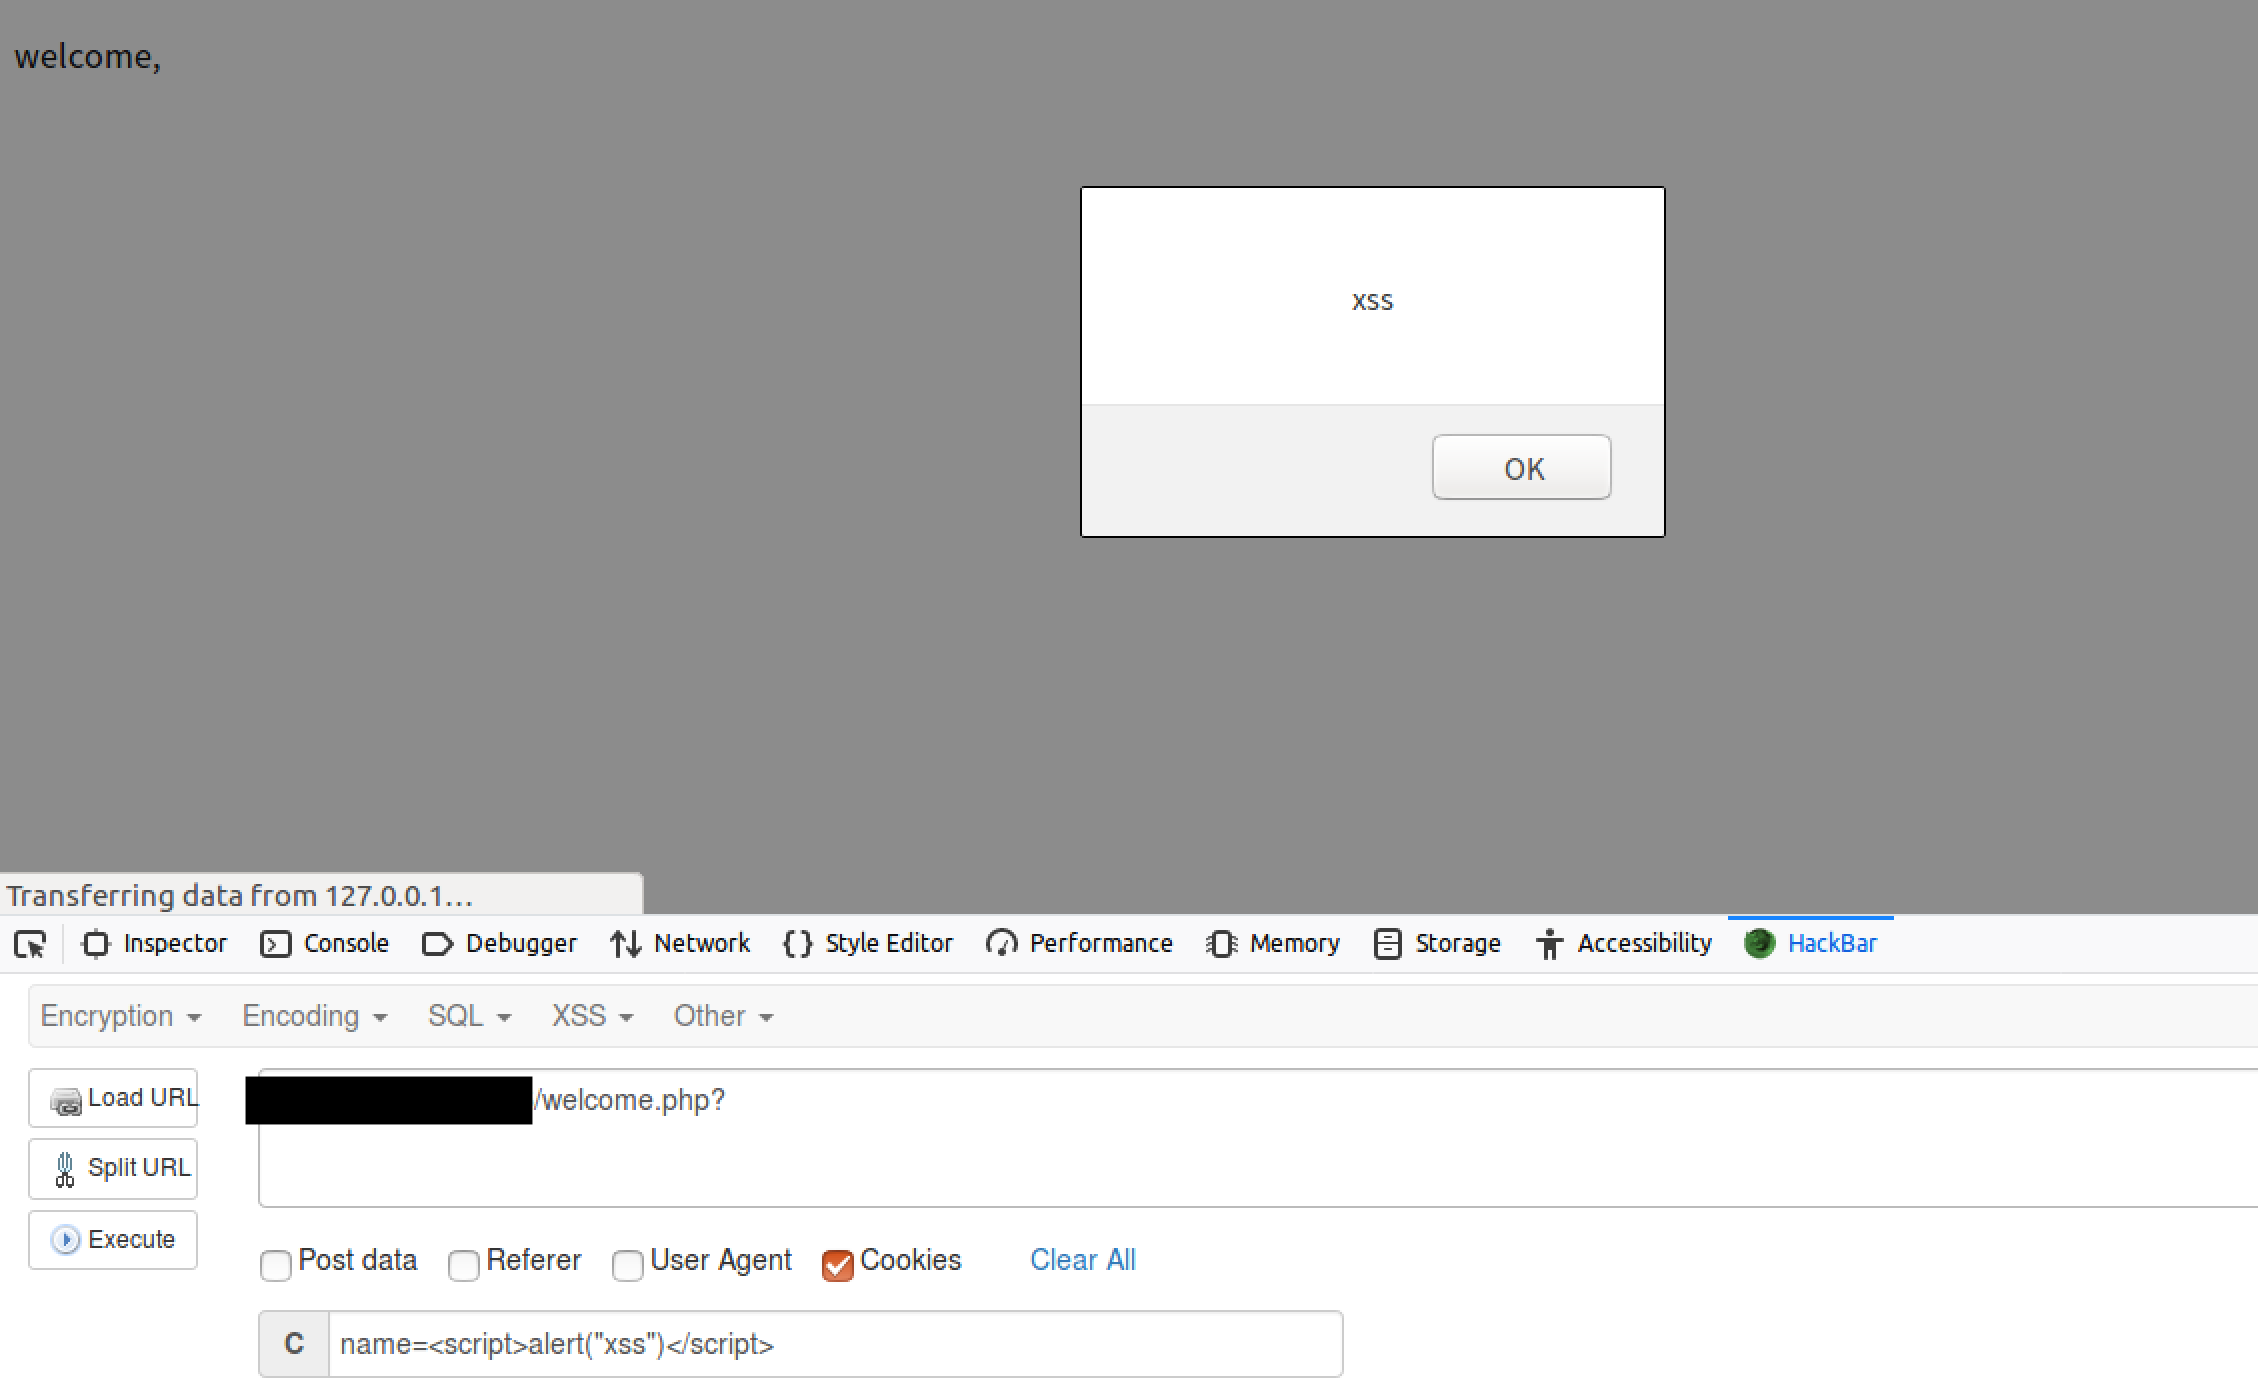 welcome,
xss
OK
Transferring data from 127.0.0.1...
Inspector Console Debugger Network Style Editor Performance Memory Storage Accessibility HackBar
Encryption Encoding SQL XSS Other
Load URL
/welcome.php?
Split URL
Execute
Post data Referer User Agent Cookies Clear All
C name=<script>alert("xss")</script>